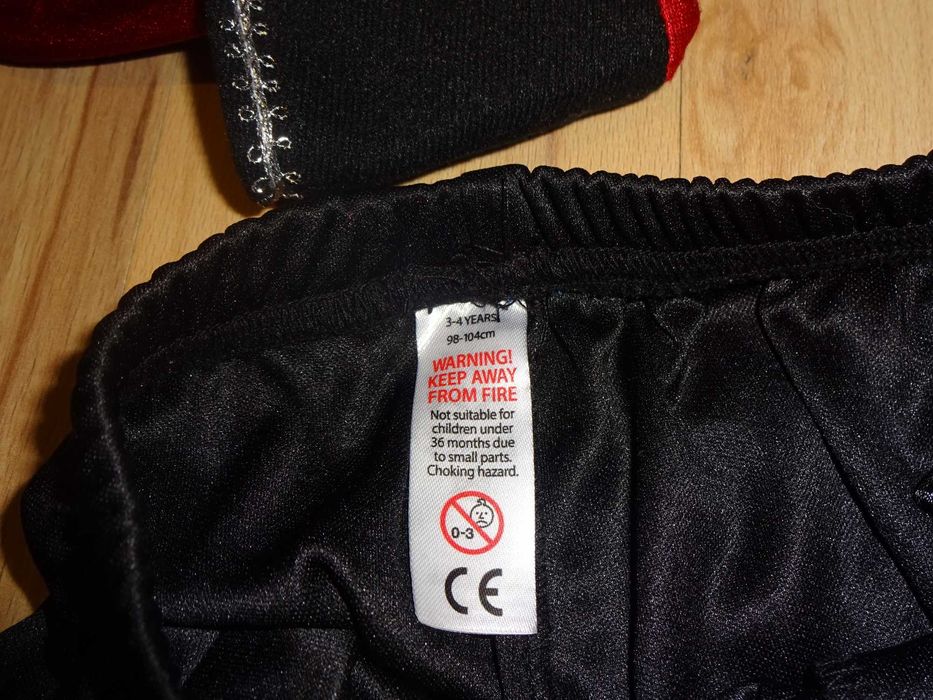 3-4 YEARS
98-104cm
WARNING!
KEEP AWAY
FROM FIRE
Not suitable for
children under
36 months due
to small parts.
Choking hazard.
0-3
CE